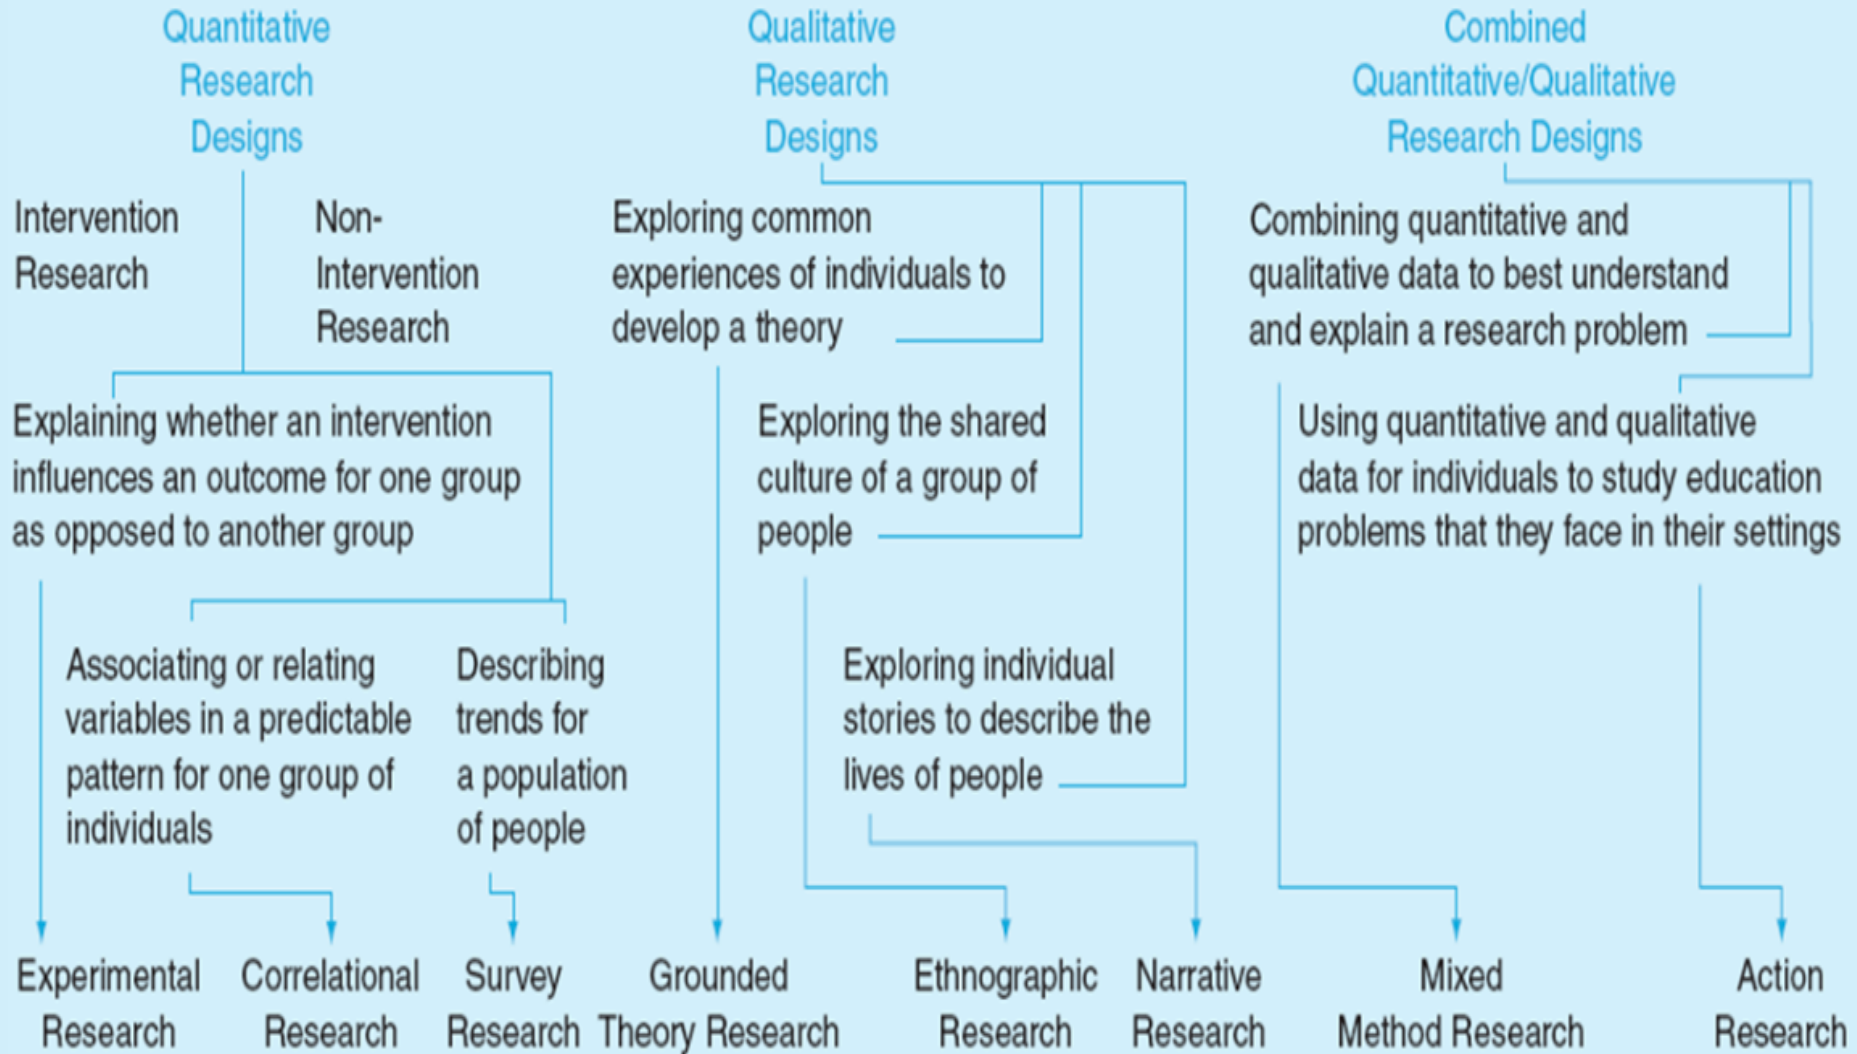 Quantitative
Research
Designs
Qualitative
Research
Designs
Combined
Quantitative/Qualitative
Research Designs
Intervention
Research
Non-
Intervention
Research
Exploring common
experiences of individuals to
develop a theory
Combining quantitative and
qualitative data to best understand
and explain a research problem
Explaining whether an intervention
influences an outcome for one group
as opposed to another group
Exploring the shared
culture of a group of
people
Using quantitative and qualitative
data for individuals to study education
problems that they face in their settings
Associating or relating
variables in a predictable
pattern for one group of
individuals
Describing
trends for
a population
of people
Exploring individual
stories to describe the
lives of people
Experimental
Research
Correlational
Research
Survey
Research
Grounded
Theory Research
Ethnographic
Research
Narrative
Research
Mixed
Method Research
Action
Research